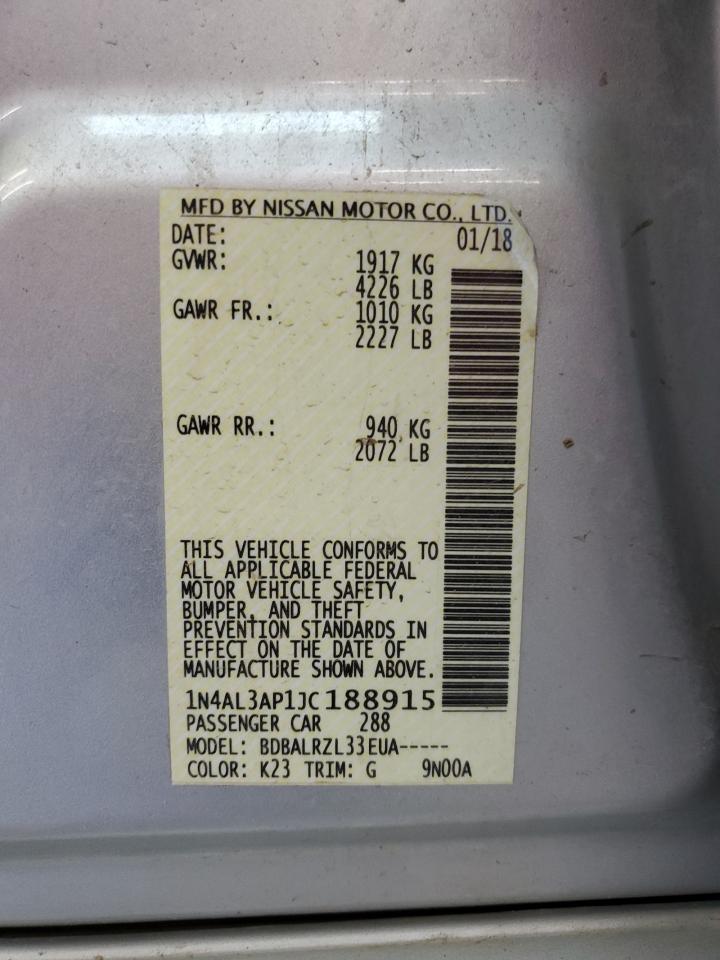 MFD BY NISSAN MOTOR CO., LTD.
DATE: 01/18
GVWR: 1917 KG
4226 LB
GAWR FR.: 1010 KG
2227 LB
GAWR RR.: 940 KG
2072 LB
THIS VEHICLE CONFORMS TO
ALL APPLICABLE FEDERAL
MOTOR VEHICLE SAFETY,
BUMPER, AND THEFT
PREVENTION STANDARDS IN
EFFECT ON THE DATE OF
MANUFACTURE SHOWN ABOVE.
1N4AL3AP1JC188915
PASSENGER CAR 288
MODEL: BDBALRZL33EUA-----
COLOR: K23 TRIM: G 9N00A